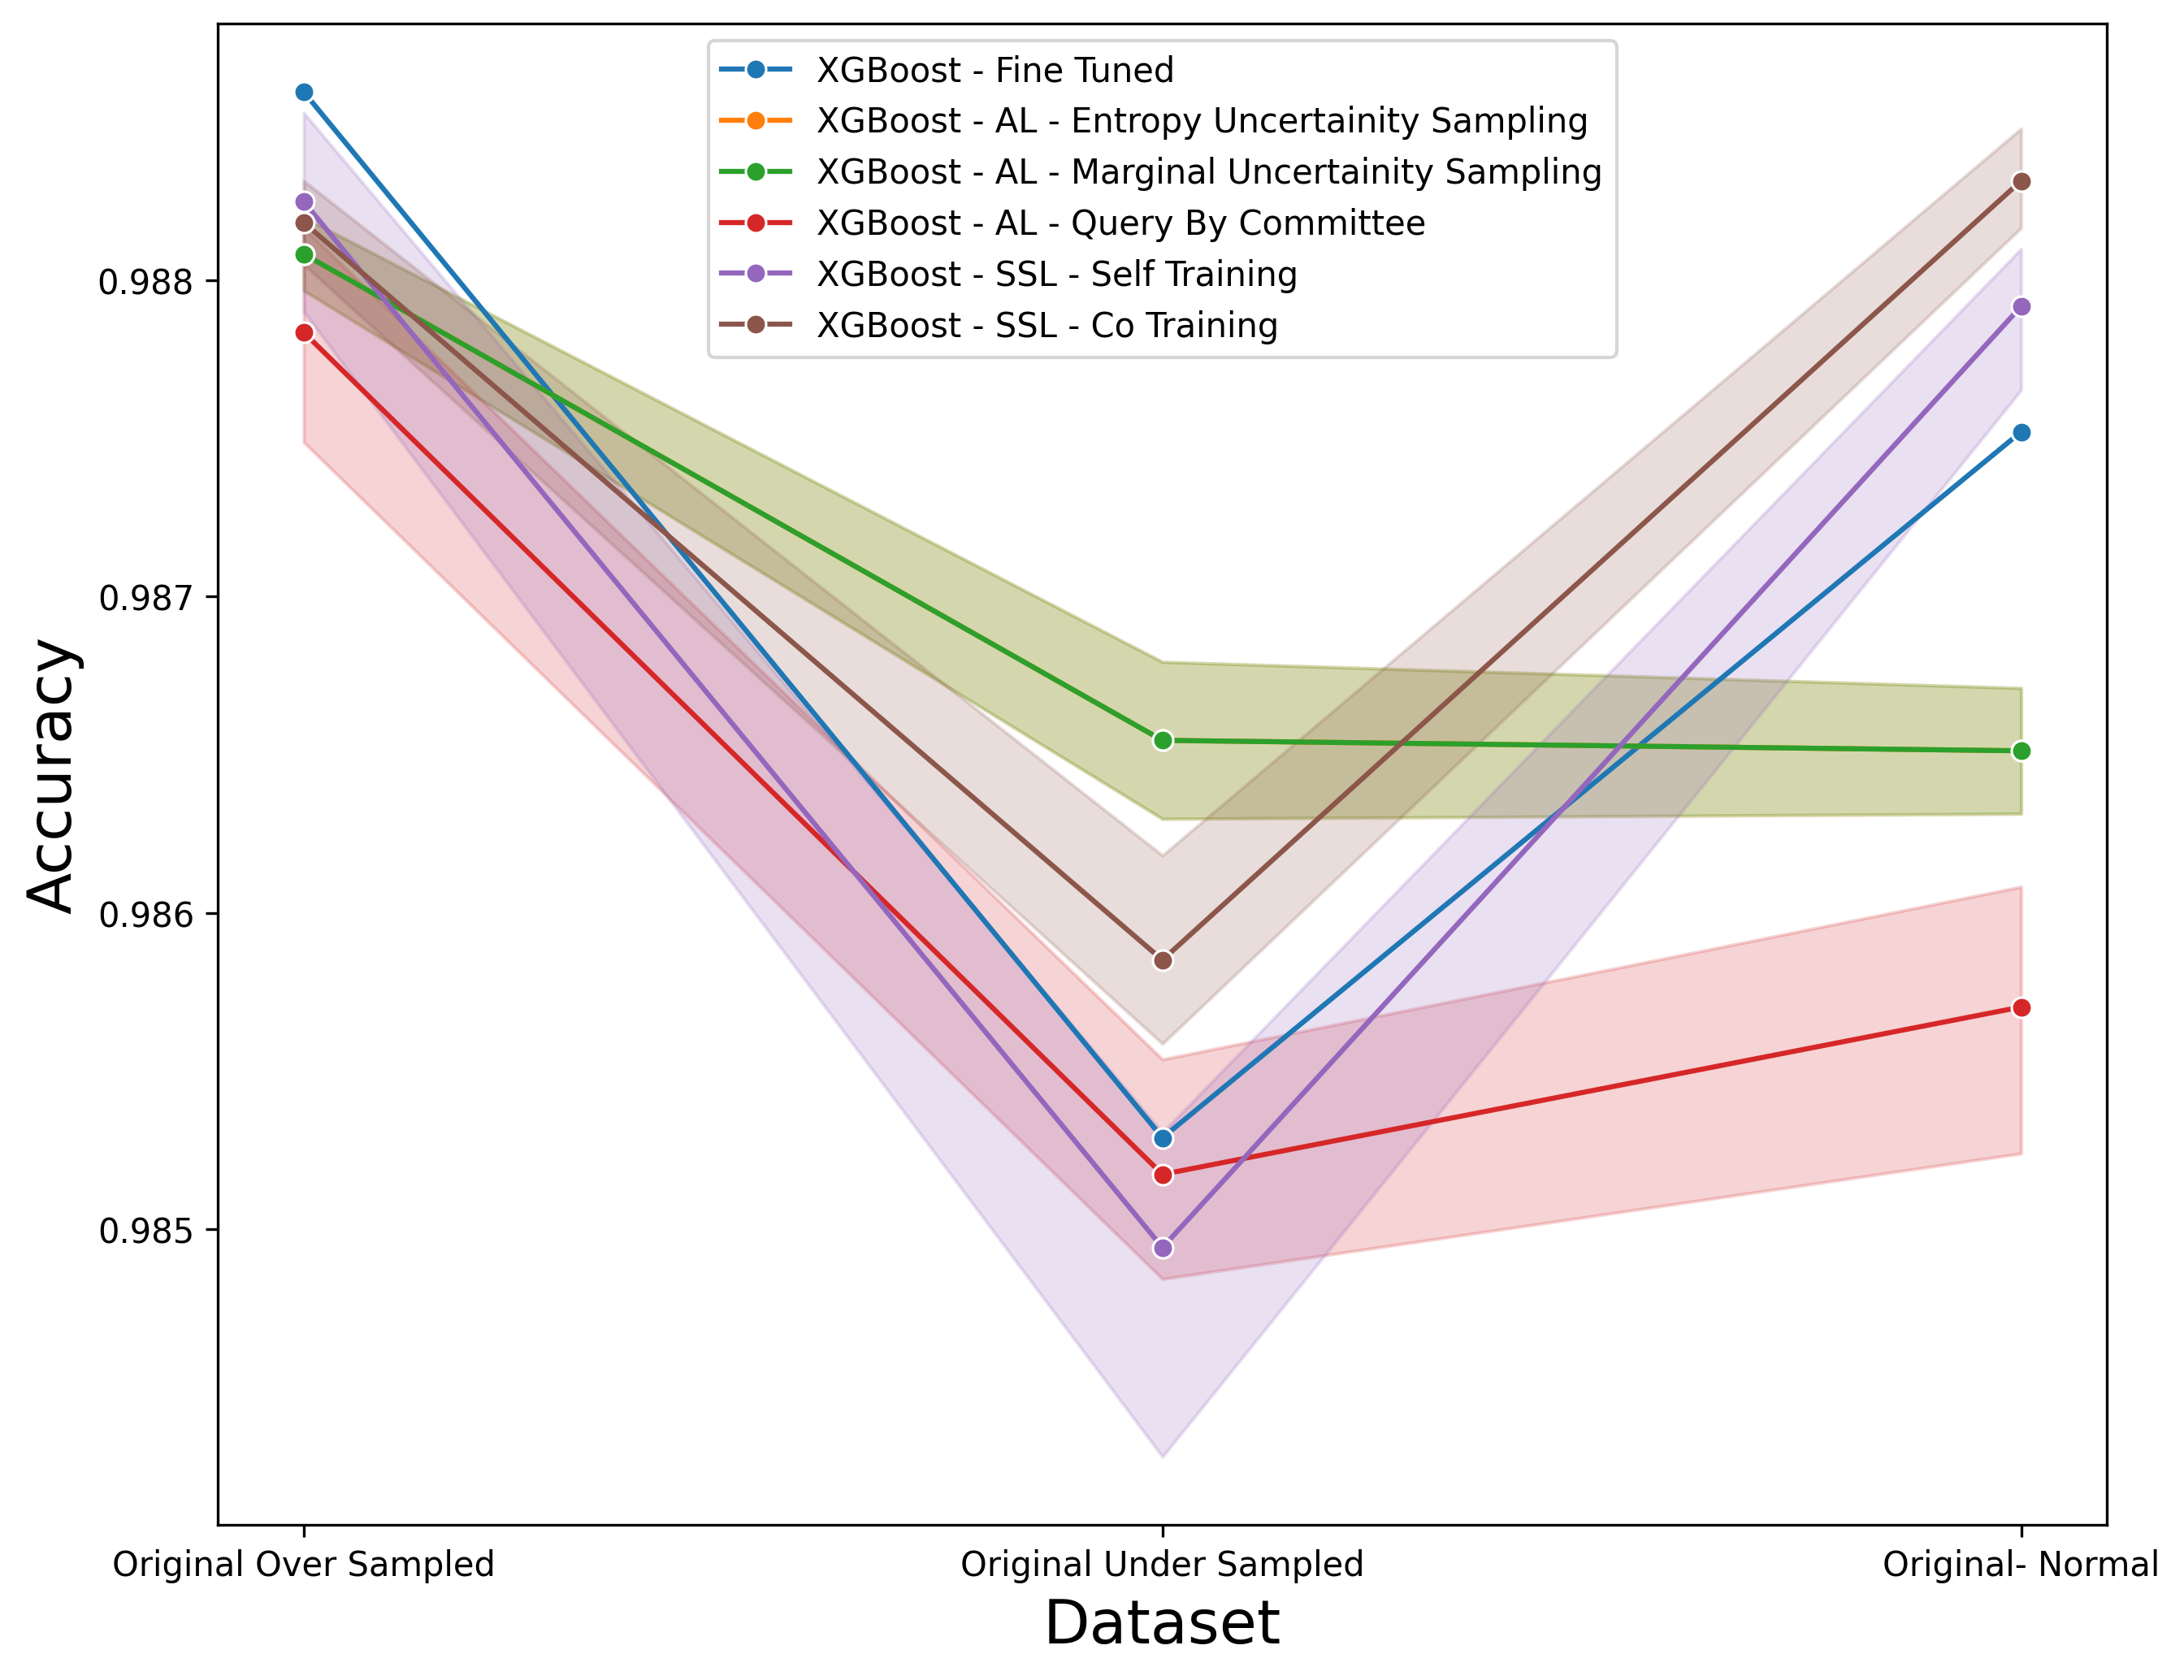 XGBoost - Fine Tuned
XGBoost - AL - Entropy Uncertainity Sampling
XGBoost - AL - Marginal Uncertainity Sampling
XGBoost - AL - Query By Committee
XGBoost - SSL - Self Training
XGBoost - SSL - Co Training
0.988
0.987
0.986
0.985
Accuracy
Original Over Sampled
Original Under Sampled
Original- Normal
Dataset